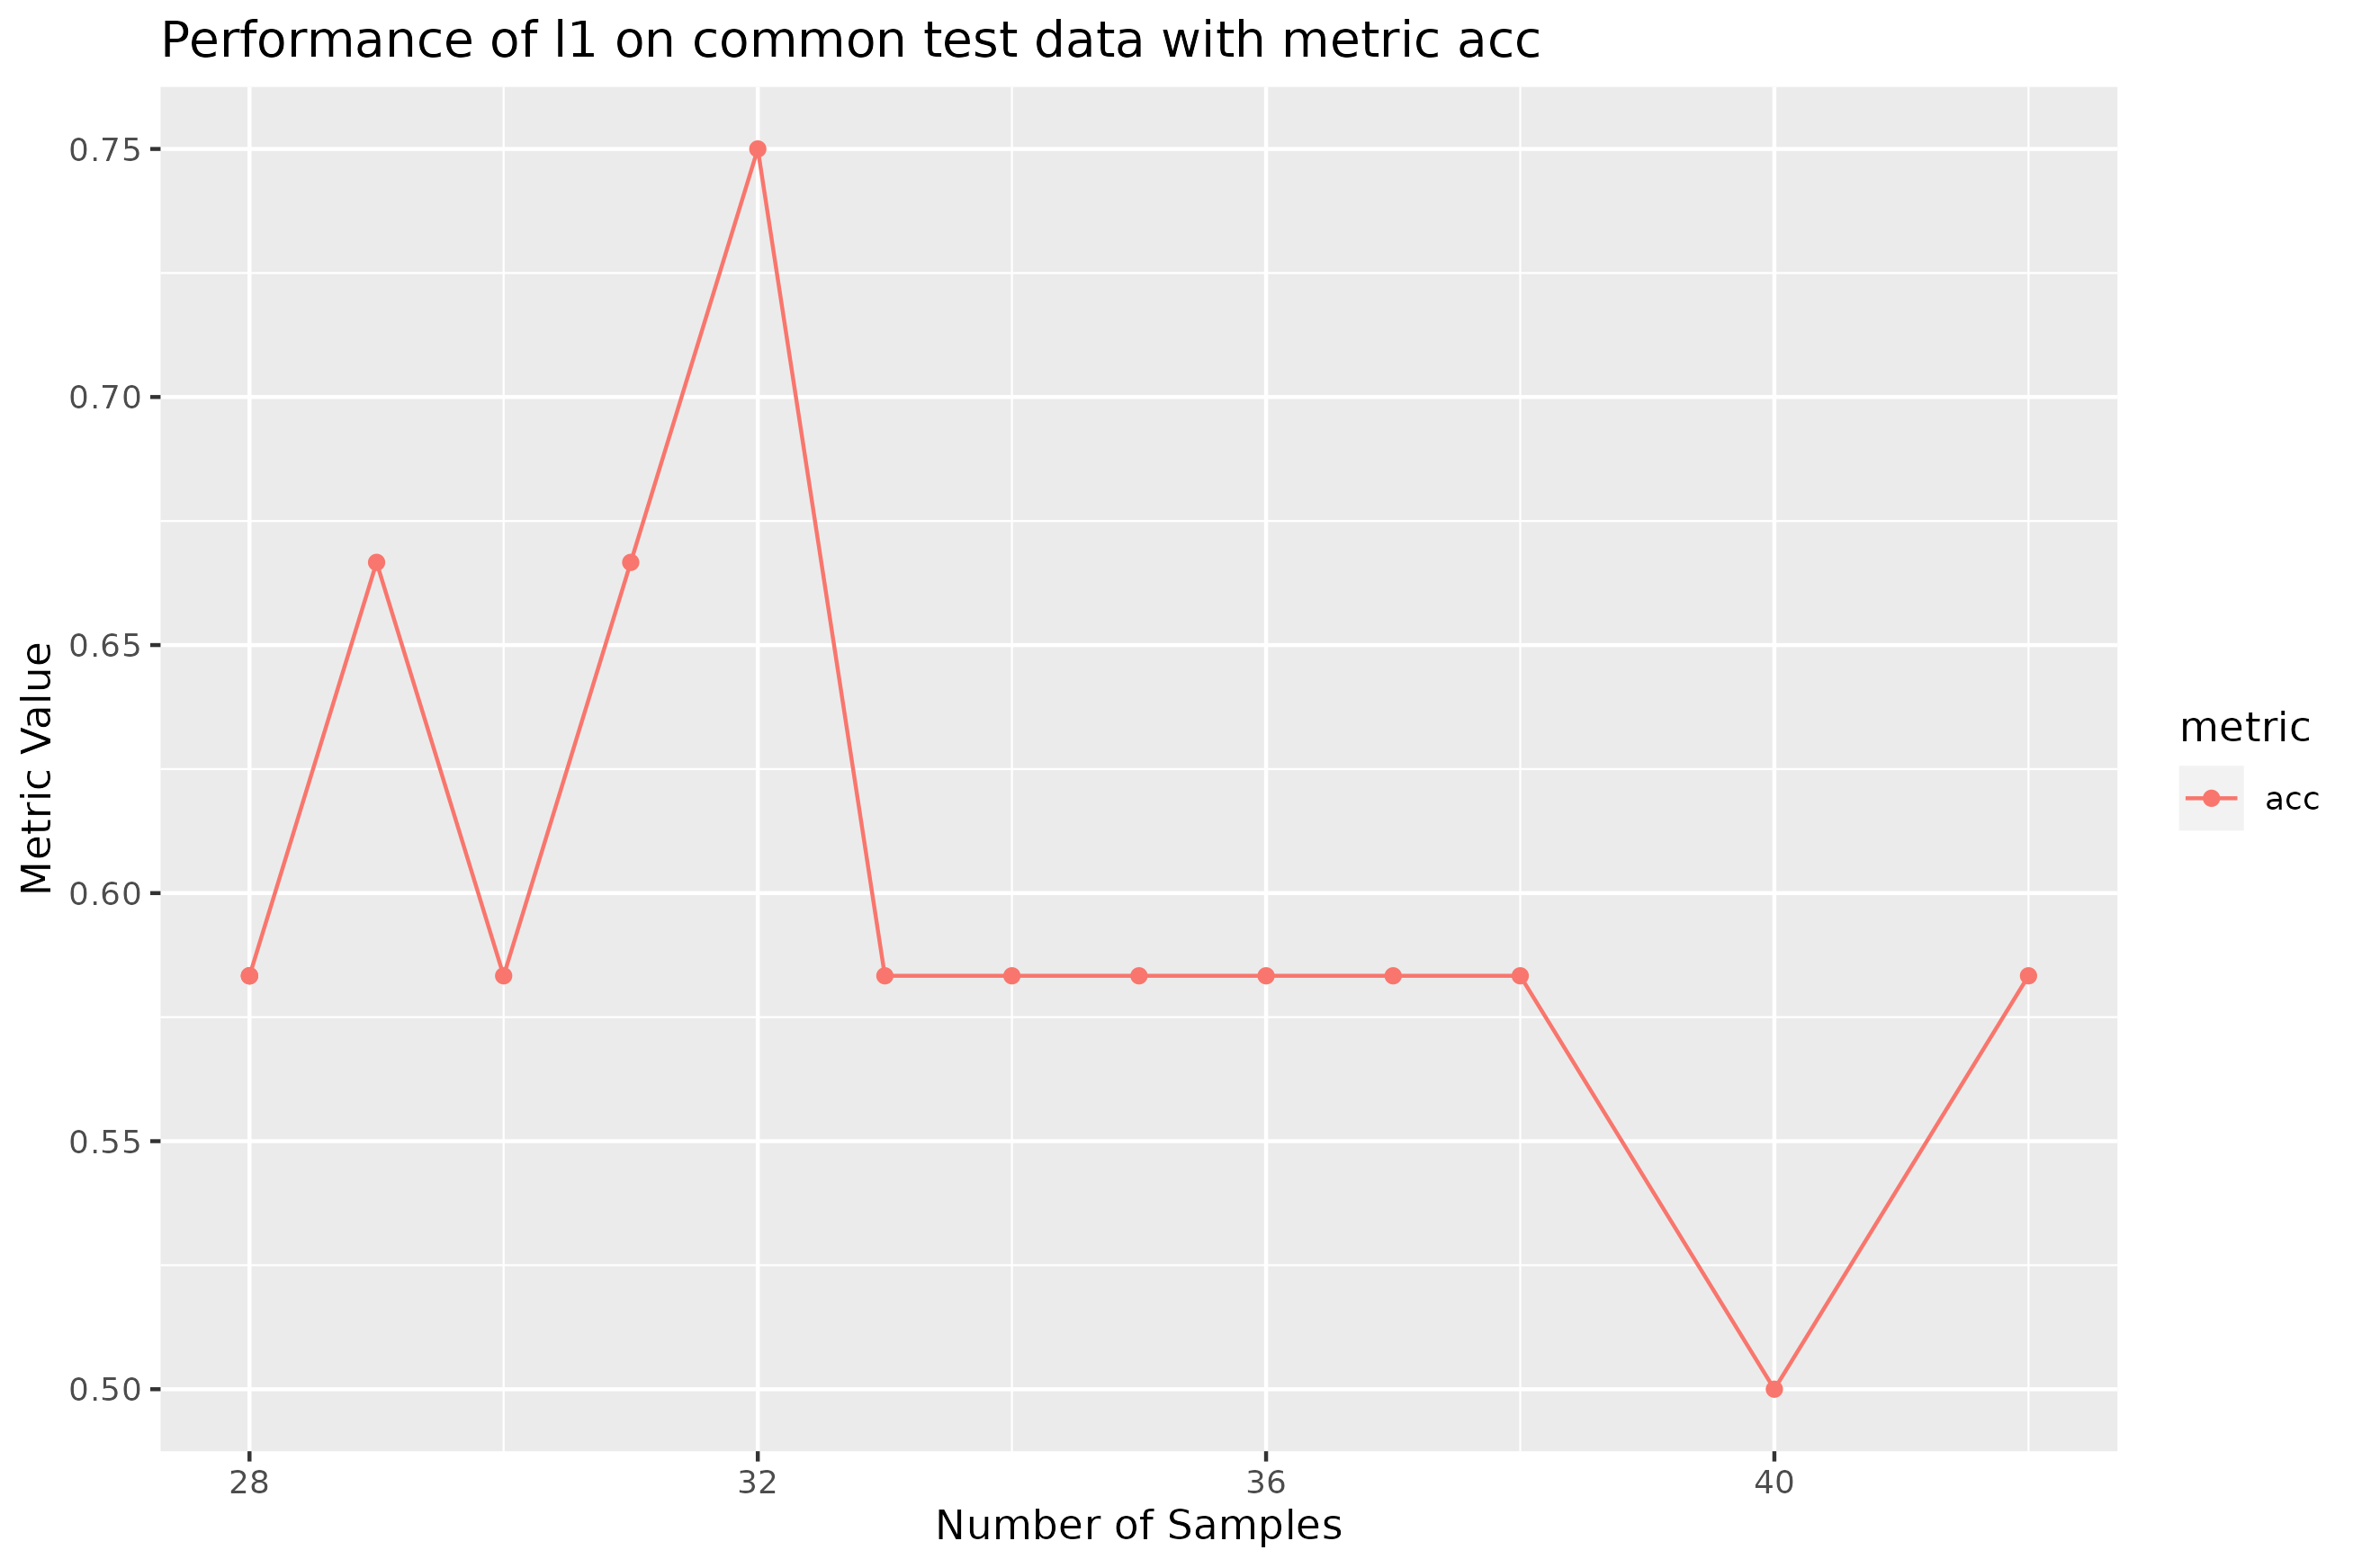 Performance of l1 on common test data with metric acc
Metric Value
0.75
0.70
0.65
0.60
0.55
0.50
28 32 36 40
Number of Samples
metric
acc